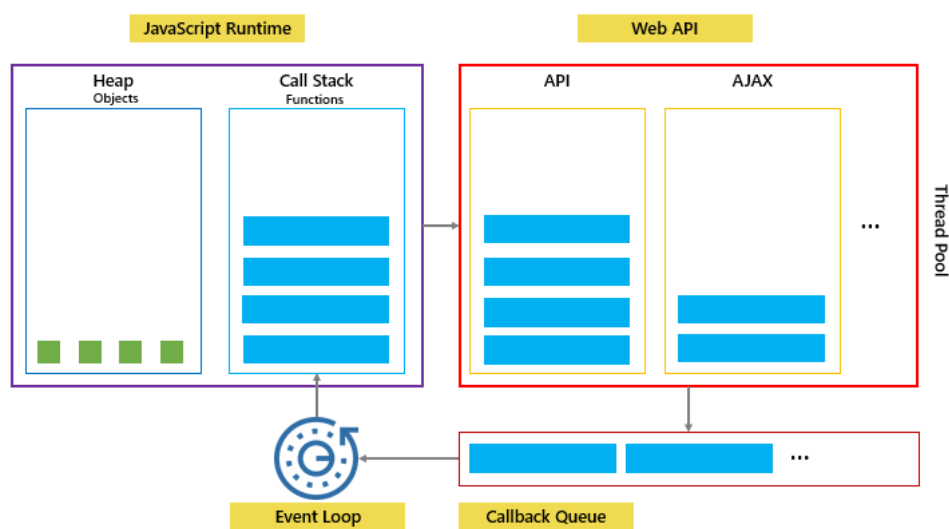 JavaScript Runtime
Web API
Heap
Objects
Call Stack
Functions
API
AJAX
...
Thread Pool
...
Event Loop
Callback Queue